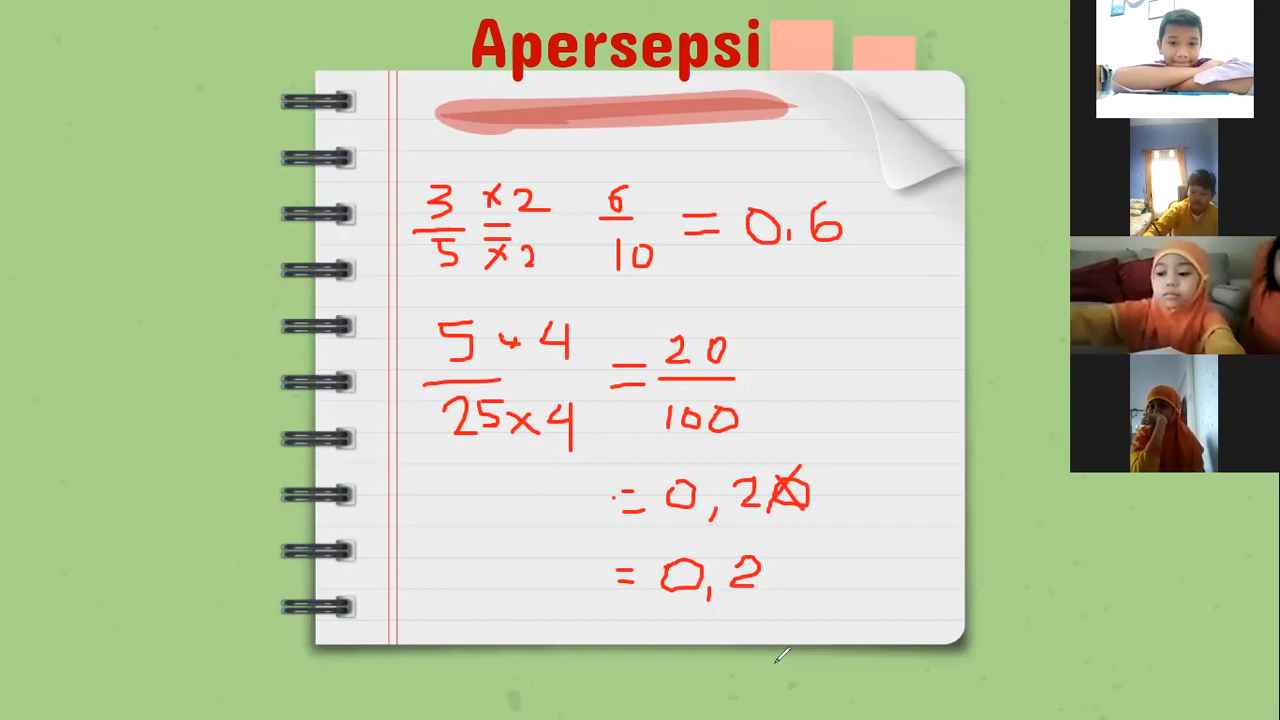 Apersepsi
3 × 2 6
— = — = 0.6
5 × 2 10
5 × 4 20
— = —
25 × 4 100
= 0,20
= 0,2